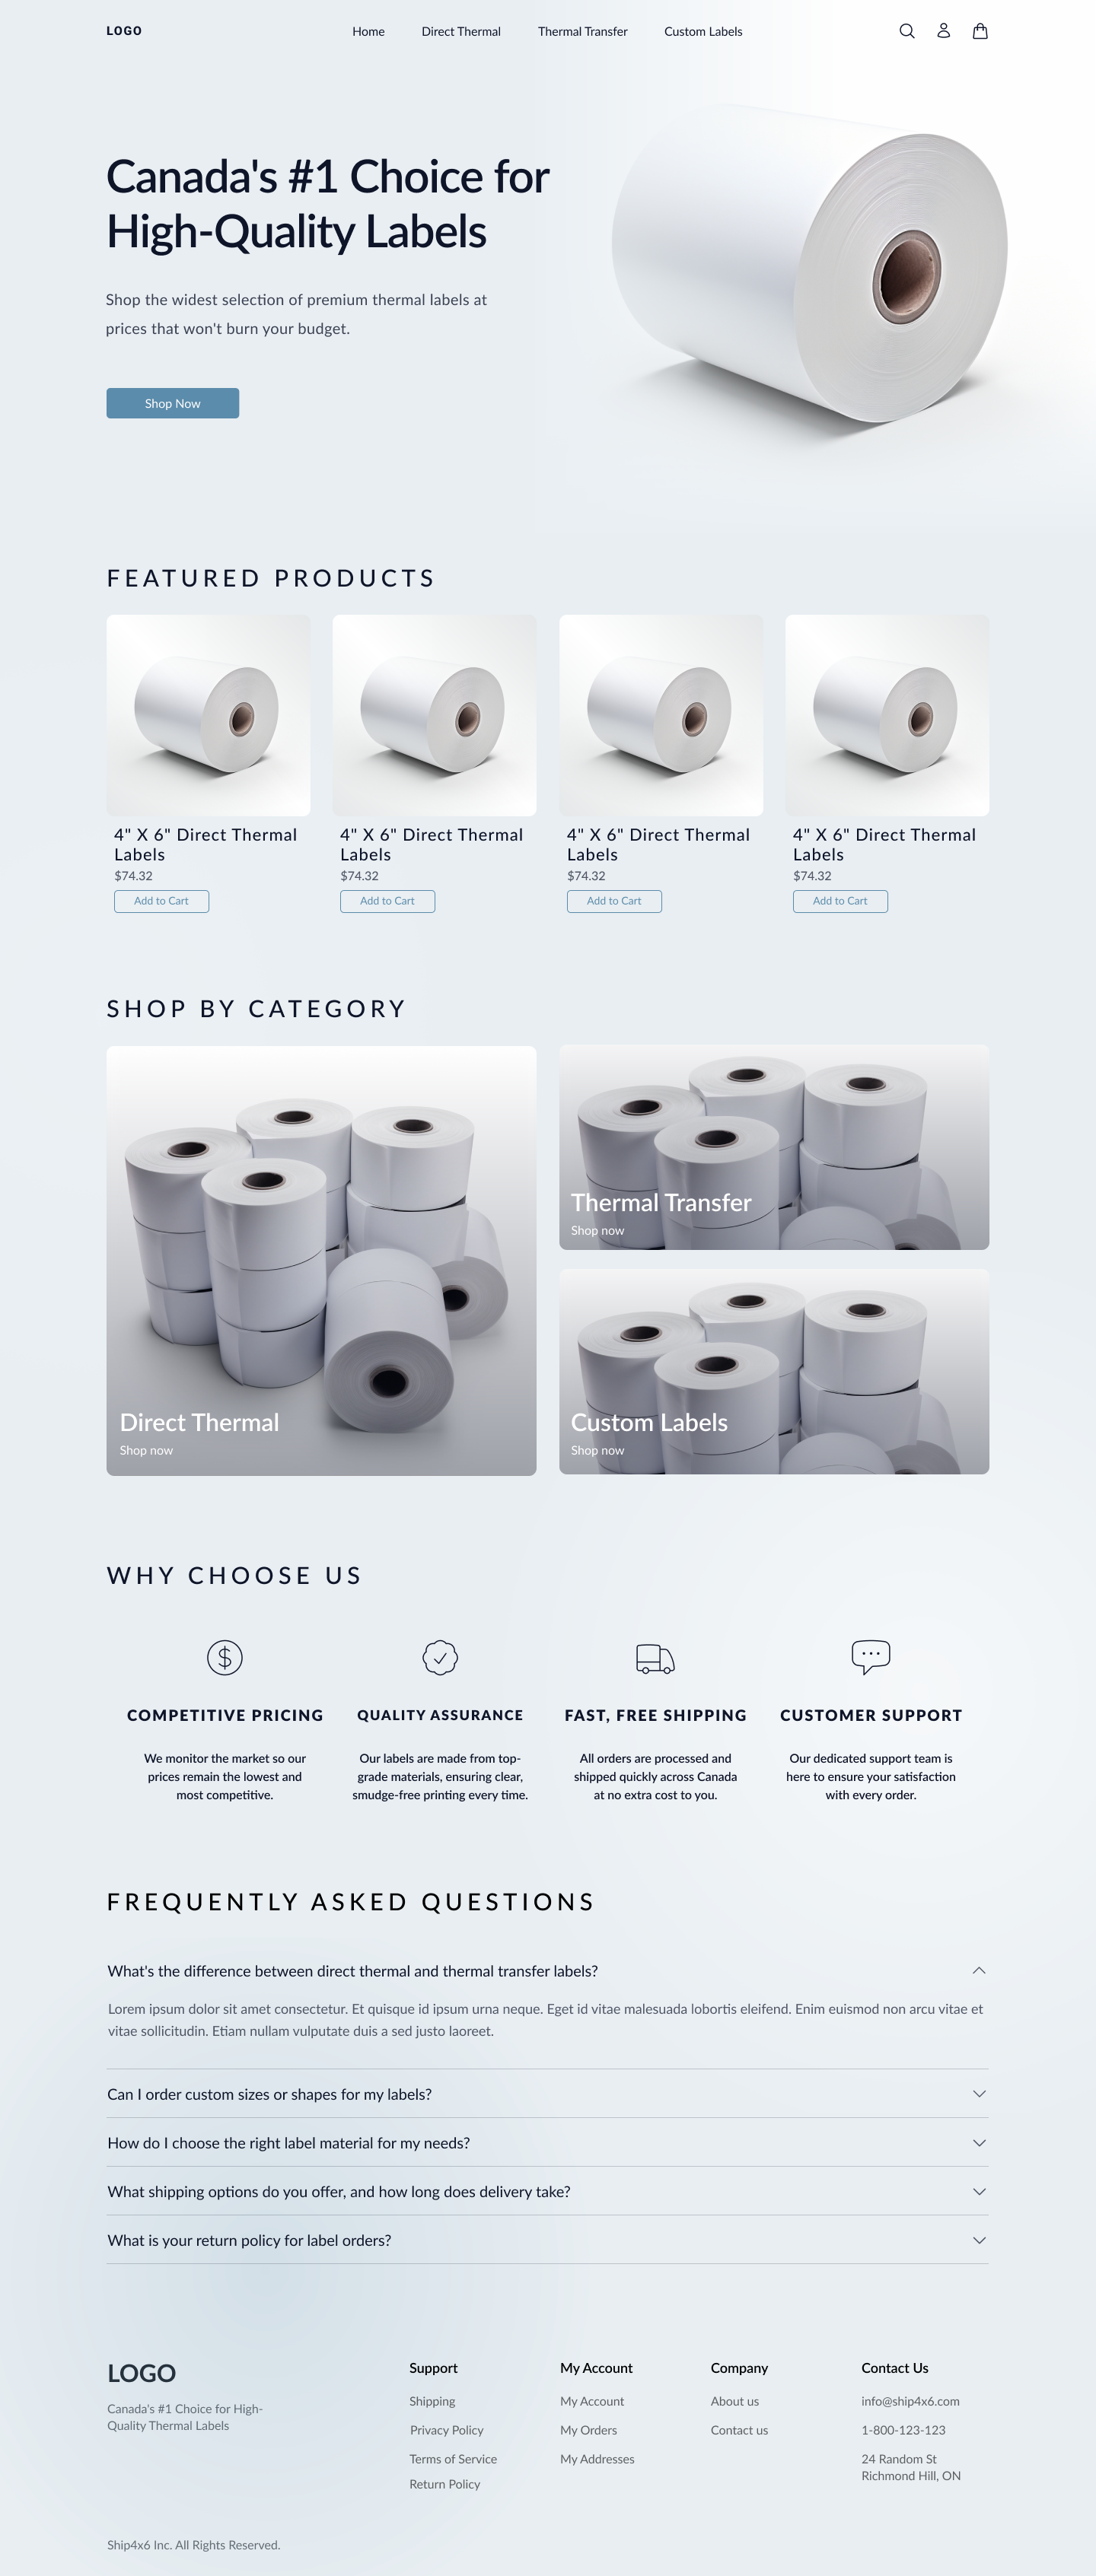 LOGO
Home Direct Thermal Thermal Transfer Custom Labels
Canada's #1 Choice for
High-Quality Labels
Shop the widest selection of premium thermal labels at
prices that won't burn your budget.
Shop Now
FEATURED PRODUCTS
4" X 6" Direct Thermal
Labels
$74.32
Add to Cart
4" X 6" Direct Thermal
Labels
$74.32
Add to Cart
4" X 6" Direct Thermal
Labels
$74.32
Add to Cart
4" X 6" Direct Thermal
Labels
$74.32
Add to Cart
SHOP BY CATEGORY
Direct Thermal
Shop now
Thermal Transfer
Shop now
Custom Labels
Shop now
WHY CHOOSE US
COMPETITIVE PRICING
We monitor the market so our
prices remain the lowest and
most competitive.
QUALITY ASSURANCE
Our labels are made from top-
grade materials, ensuring clear,
smudge-free printing every time.
FAST, FREE SHIPPING
All orders are processed and
shipped quickly across Canada
at no extra cost to you.
CUSTOMER SUPPORT
Our dedicated support team is
here to ensure your satisfaction
with every order.
FREQUENTLY ASKED QUESTIONS
What's the difference between direct thermal and thermal transfer labels?
Lorem ipsum dolor sit amet consectetur. Et quisque id ipsum urna neque. Eget id vitae malesuada lobortis eleifend. Enim euismod non arcu vitae et
vitae sollicitudin. Etiam nullam vulputate duis a sed justo laoreet.
Can I order custom sizes or shapes for my labels?
How do I choose the right label material for my needs?
What shipping options do you offer, and how long does delivery take?
What is your return policy for label orders?
LOGO
Canada's #1 Choice for High-
Quality Thermal Labels
Support
Shipping
Privacy Policy
Terms of Service
Return Policy
My Account
My Account
My Orders
My Addresses
Company
About us
Contact us
Contact Us
info@ship4x6.com
1-800-123-123
24 Random St
Richmond Hill, ON
Ship4x6 Inc. All Rights Reserved.